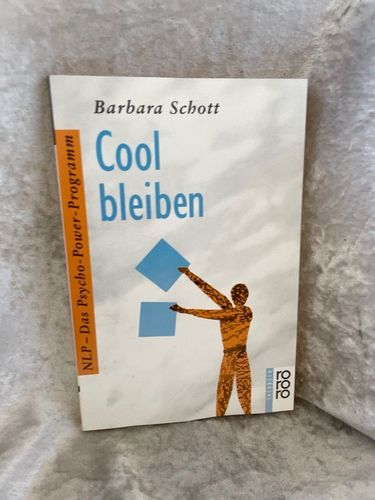 Barbara Schott
Cool
bleiben
NLP – Das Psycho-Power-Programm
ro
ro
ro